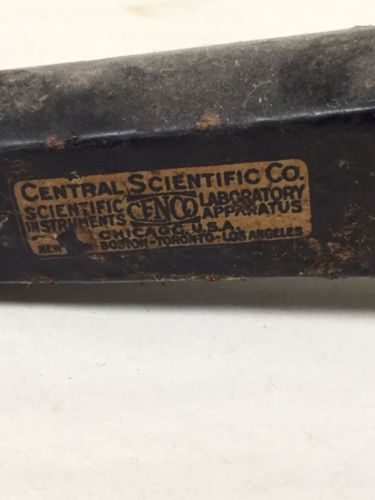 CENTRAL SCIENTIFIC CO.
SCIENTIFIC INSTRUMENTS CENCO LABORATORY APPARATUS
CHICAGO, U.S.A.
NEW BOSTON-TORONTO-LOS ANGELES